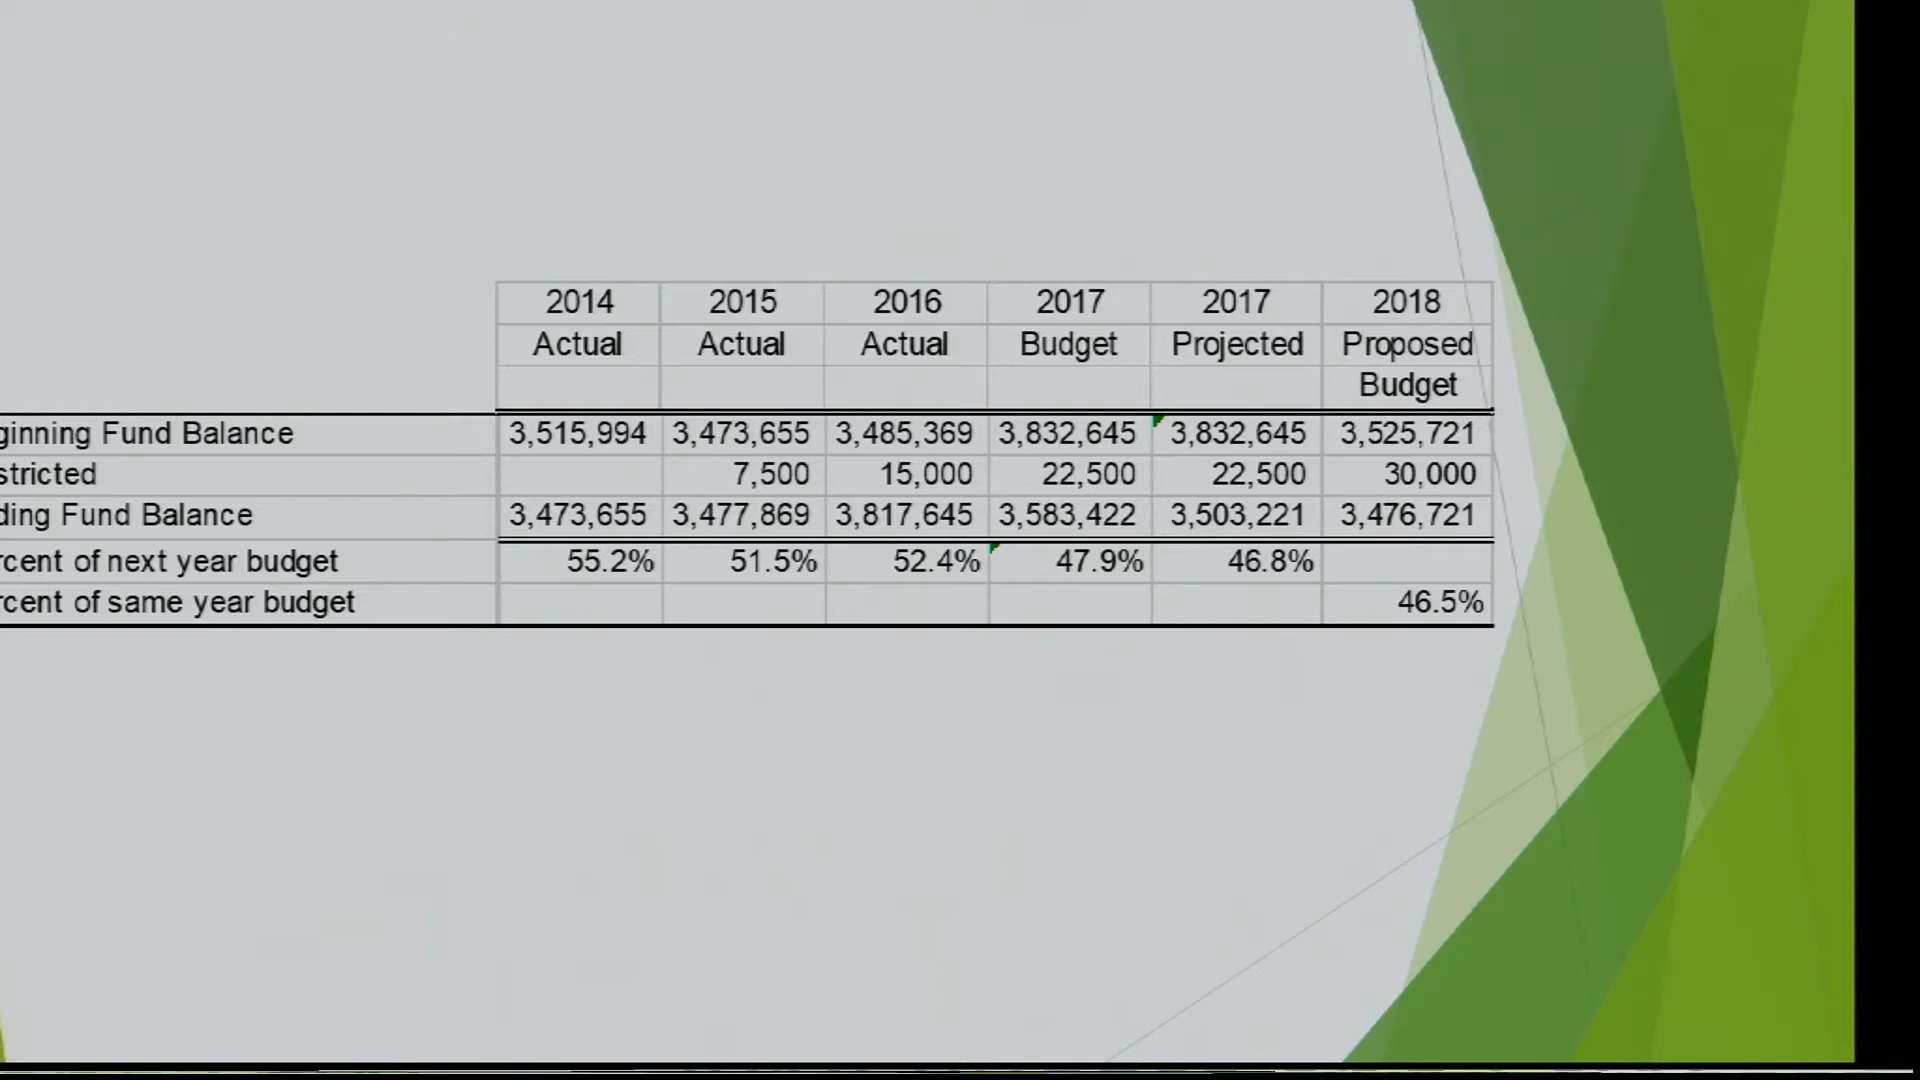 2014 2015 2016 2017 2017 2018
Actual Actual Actual Budget Projected Proposed
Budget
ginning Fund Balance 3,515,994 3,473,655 3,485,369 3,832,645 3,832,645 3,525,721
stricted 7,500 15,000 22,500 22,500 30,000
ding Fund Balance 3,473,655 3,477,869 3,817,645 3,583,422 3,503,221 3,476,721
rcent of next year budget 55.2% 51.5% 52.4% 47.9% 46.8%
rcent of same year budget 46.5%